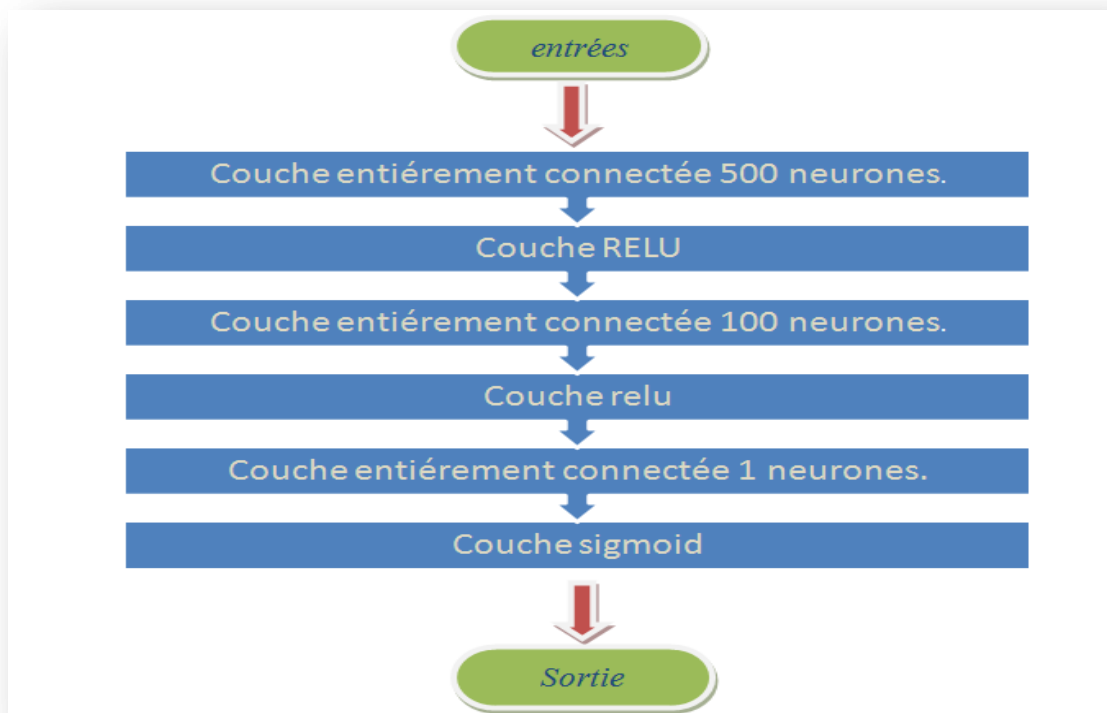 entrées
Couche entiérement connectée 500 neurones.
Couche RELU
Couche entiérement connectée 100 neurones.
Couche relu
Couche entiérement connectée 1 neurones.
Couche sigmoid
Sortie